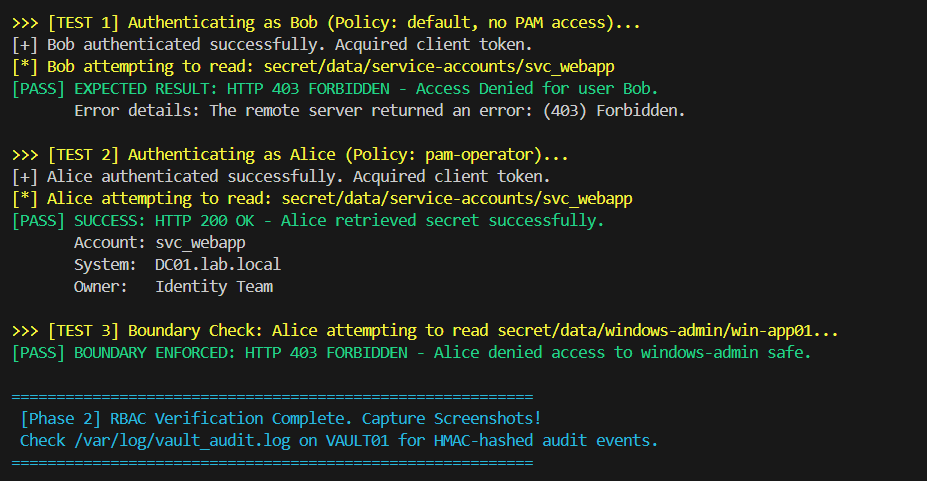 >>> [TEST 1] Authenticating as Bob (Policy: default, no PAM access)...
[+] Bob authenticated successfully. Acquired client token.
[*] Bob attempting to read: secret/data/service-accounts/svc_webapp
[PASS] EXPECTED RESULT: HTTP 403 FORBIDDEN - Access Denied for user Bob.
       Error details: The remote server returned an error: (403) Forbidden.

>>> [TEST 2] Authenticating as Alice (Policy: pam-operator)...
[+] Alice authenticated successfully. Acquired client token.
[*] Alice attempting to read: secret/data/service-accounts/svc_webapp
[PASS] SUCCESS: HTTP 200 OK - Alice retrieved secret successfully.
       Account: svc_webapp
       System:  DC01.lab.local
       Owner:   Identity Team

>>> [TEST 3] Boundary Check: Alice attempting to read secret/data/windows-admin/win-app01...
[PASS] BOUNDARY ENFORCED: HTTP 403 FORBIDDEN - Alice denied access to windows-admin safe.

==========================================================
 [Phase 2] RBAC Verification Complete. Capture Screenshots!
 Check /var/log/vault_audit.log on VAULT01 for HMAC-hashed audit events.
==========================================================